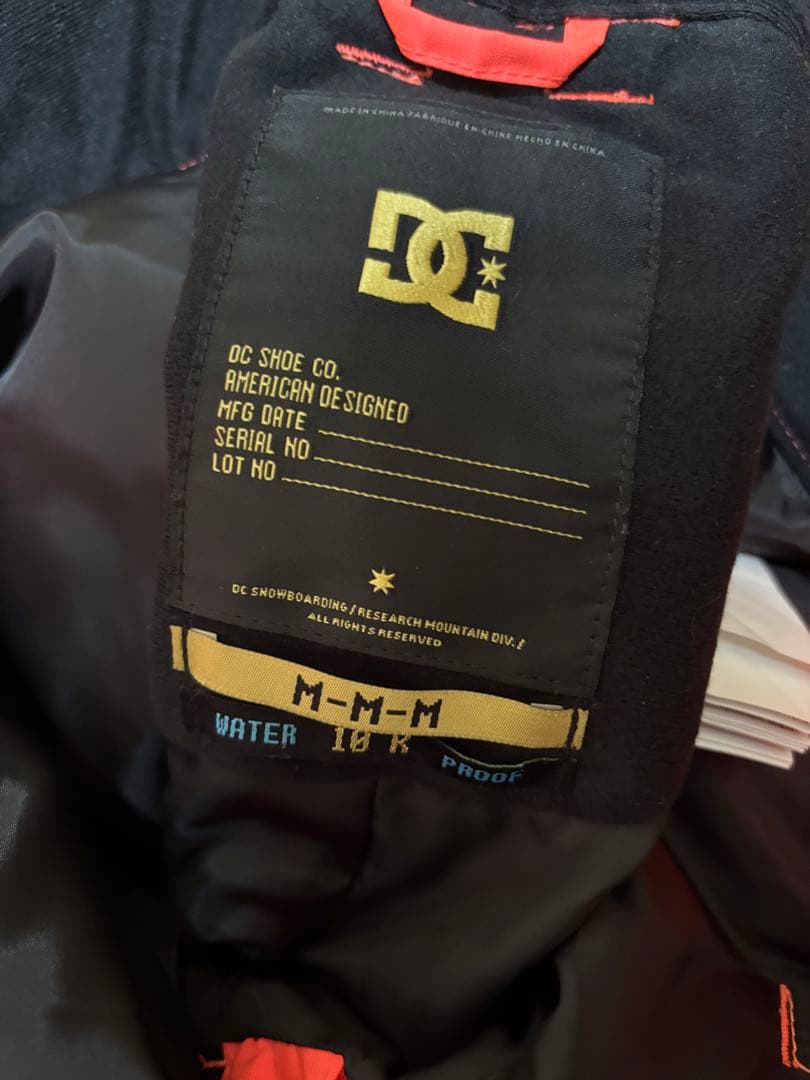 MADE IN CHINA FABRIQUE EN CHINE HECHO EN CHINA
DC
DC SHOE CO.
AMERICAN DESIGNED
MFG DATE
SERIAL NO
LOT NO
DC SNOWBOARDING / RESEARCH MOUNTAIN DIV. /
ALL RIGHTS RESERVED
M-M-M
WATER 10 K PROOF